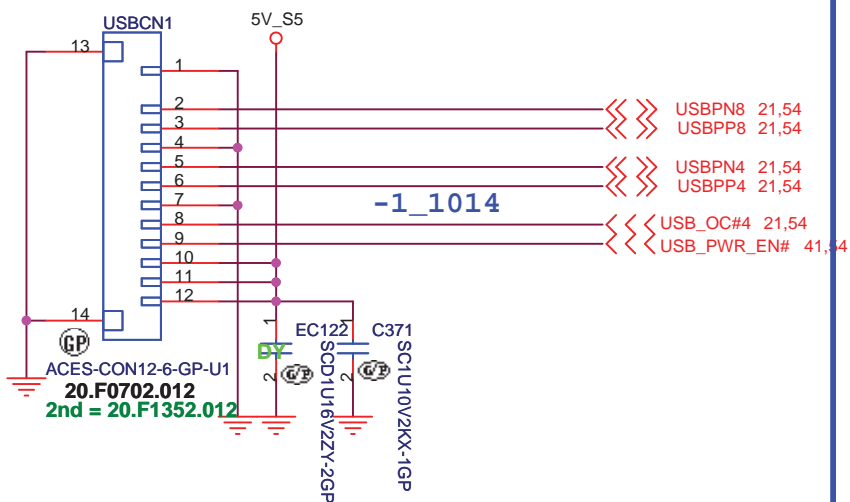 USBCN1
5V_S5
13
1
2
USBPN8 21,54
3
USBPP8 21,54
4
5
USBPN4 21,54
6
USBPP4 21,54
7
-1_1014
8
USB_OC#4 21,54
9
USB_PWR_EN# 41,54
10
11
12
14
GP
1
EC122
1
C371
DY
2
G/P
2
G/P
SCD1U16V2ZY-2GP
SC1U10V2KX-1GP
ACES-CON12-6-GP-U1
20.F0702.012
2nd = 20.F1352.012